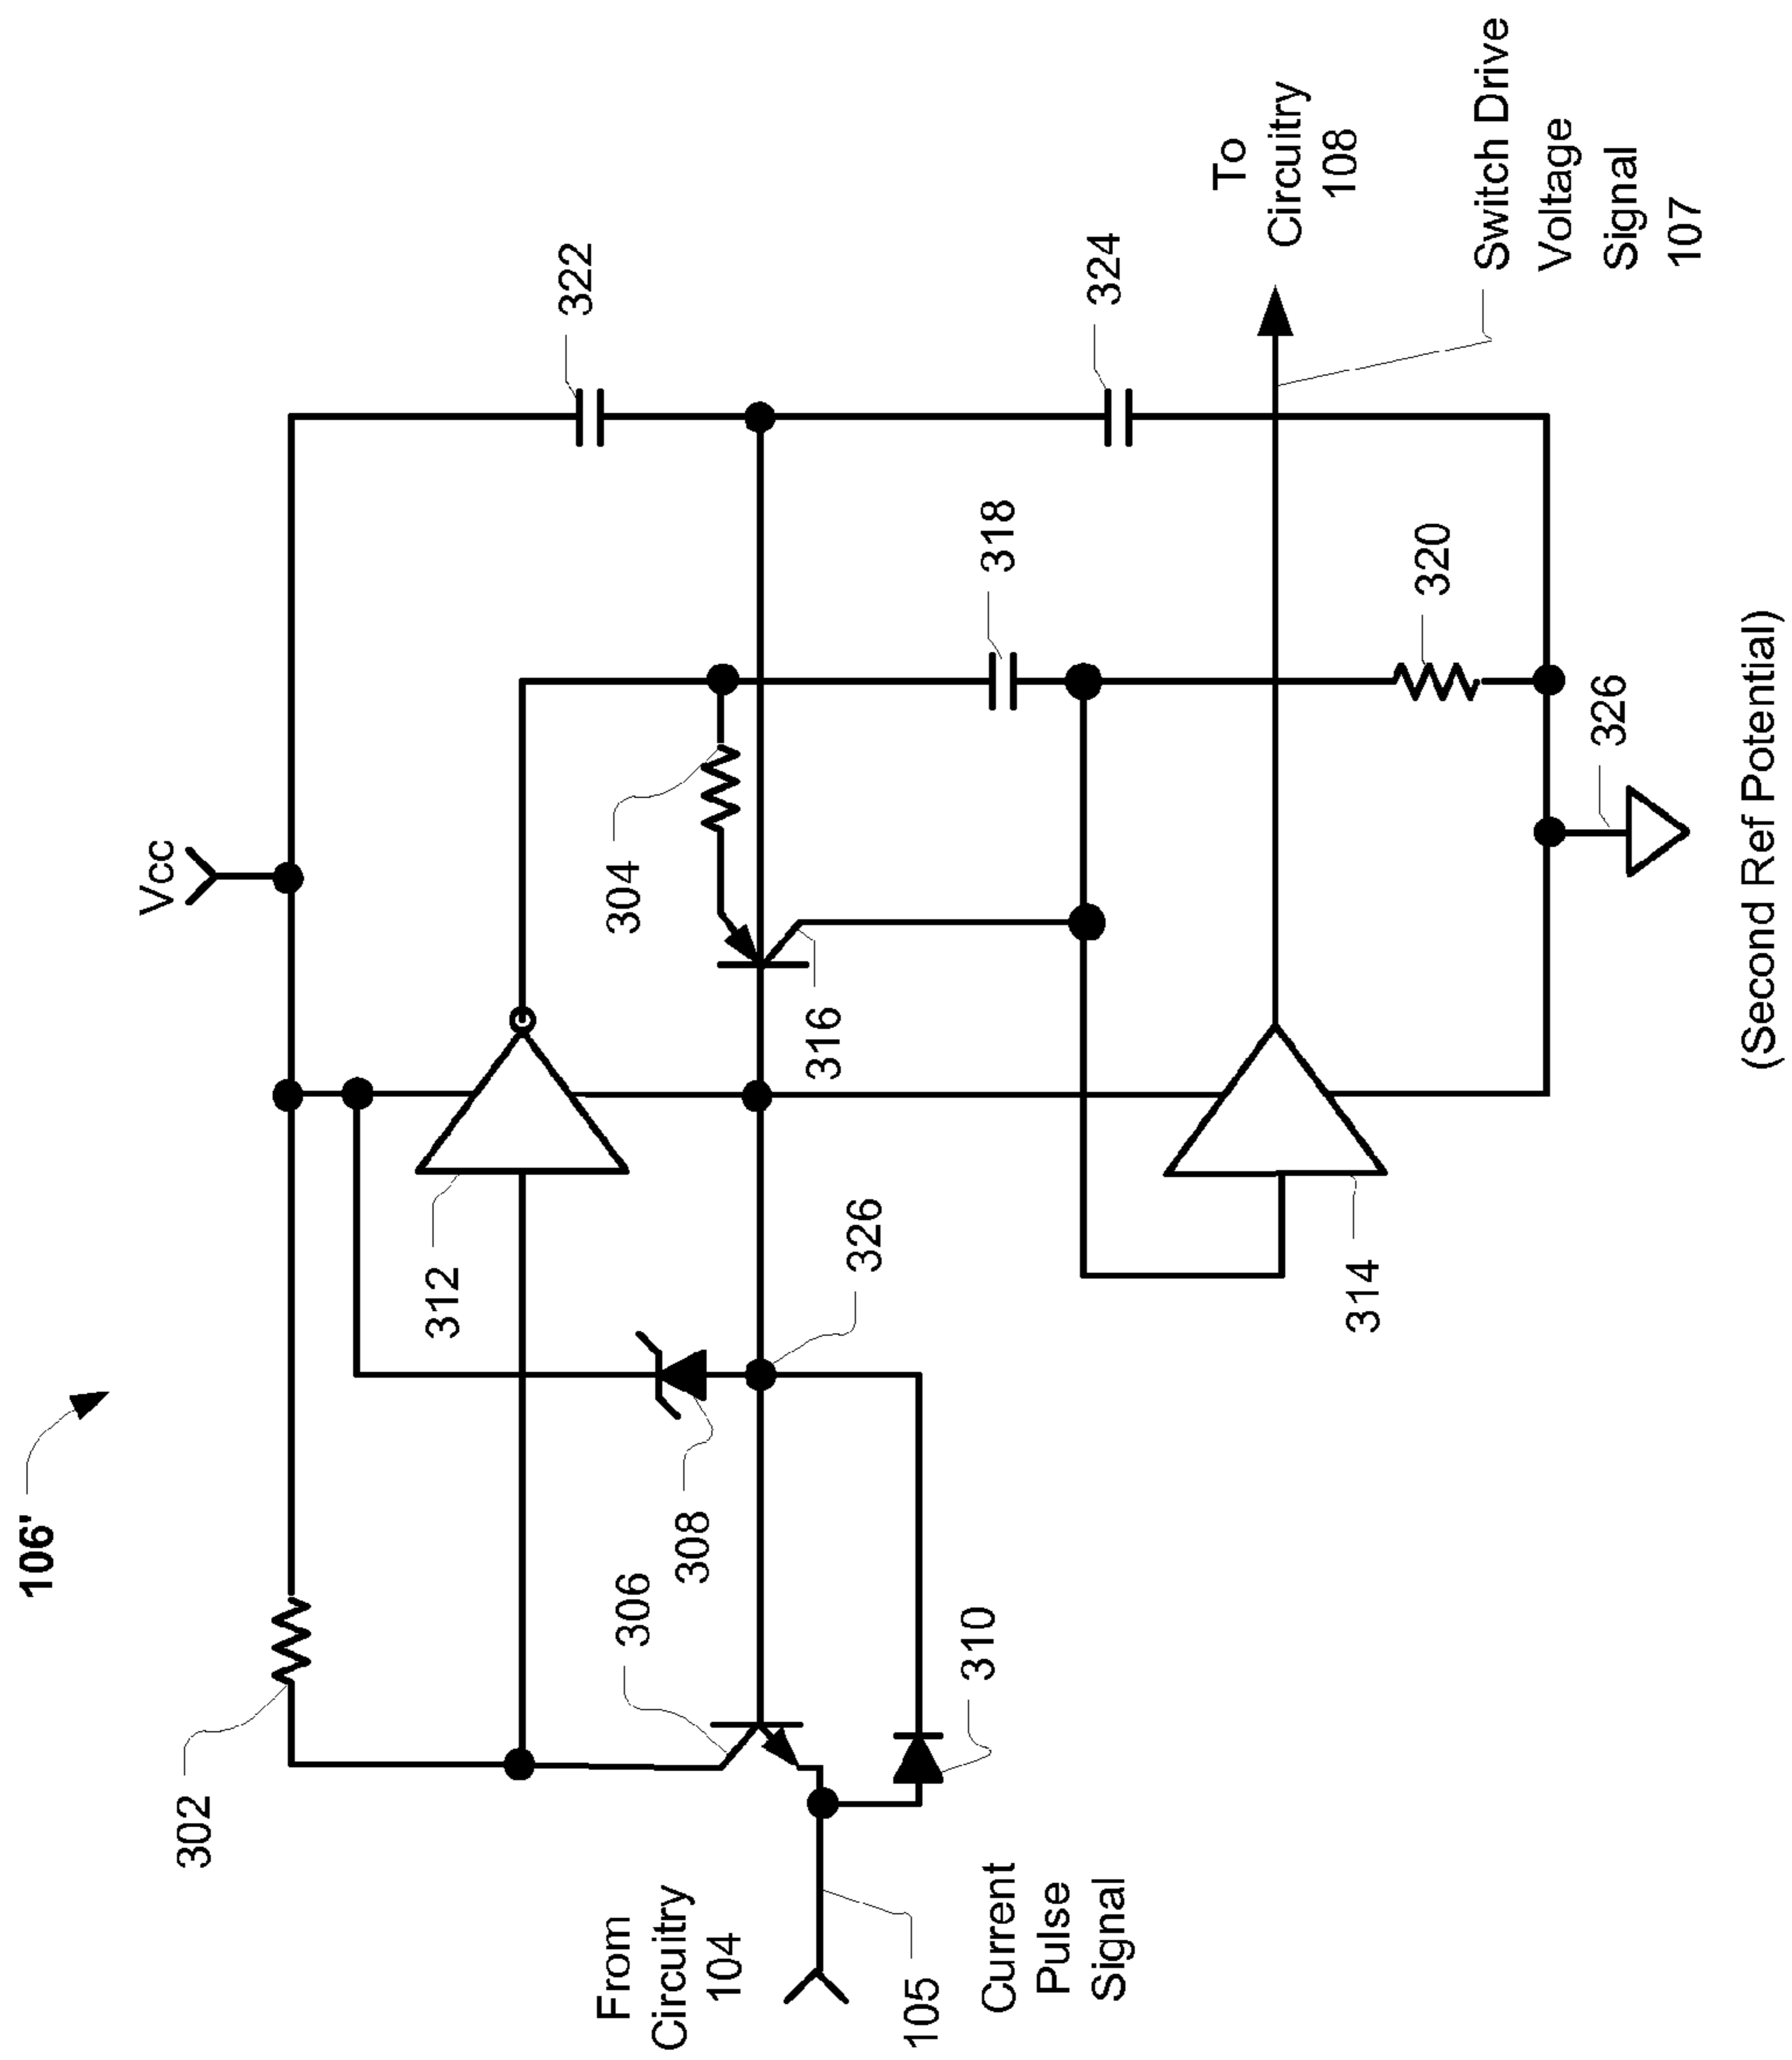 106'
Vcc
302
312
322
From
Circuitry
104
306
308
326
304
316
318
324
To
Circuitry
108
105
Current
Pulse
Signal
310
314
320
Switch Drive
Voltage
Signal
107
326
(Second Ref Potential)